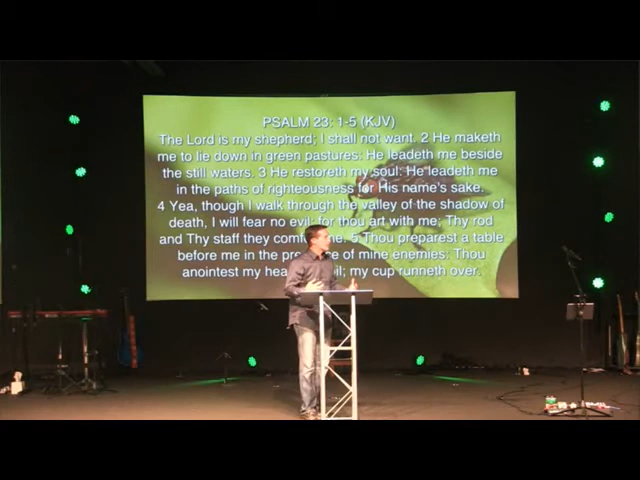 PSALM 23: 1-5 (KJV)
The Lord is my shepherd; I shall not want. 2 He maketh
me to lie down in green pastures: He leadeth me beside
the still waters. 3 He restoreth my soul: He leadeth me
in the paths of righteousness for His name's sake.
4 Yea, though I walk through the valley of the shadow of
death, I will fear no evil: for thou art with me; Thy rod
and Thy staff they me. 5 Thou preparest a table
before me in the of mine enemies: Thou
anointest my my cup runneth over.